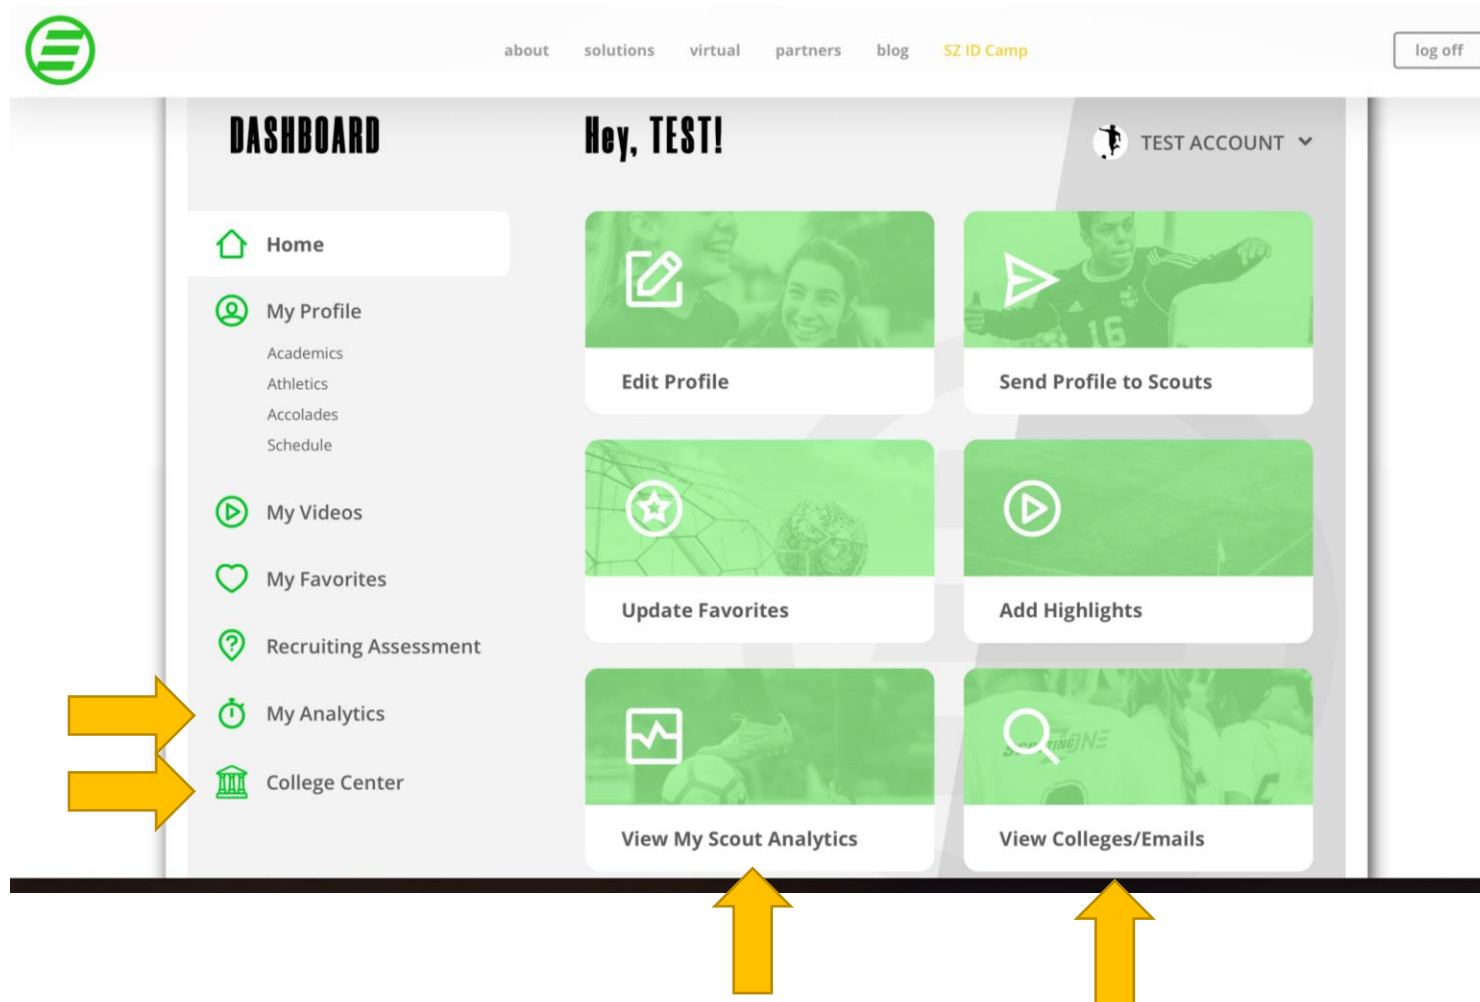 about solutions virtual partners blog SZ ID Camp log off
DASHBOARD
Hey, TEST!
TEST ACCOUNT
Home
My Profile
Academics
Athletics
Accolades
Schedule
My Videos
My Favorites
Recruiting Assessment
My Analytics
College Center
16
Edit Profile
Send Profile to Scouts
Update Favorites
Add Highlights
View My Scout Analytics
View Colleges/Emails